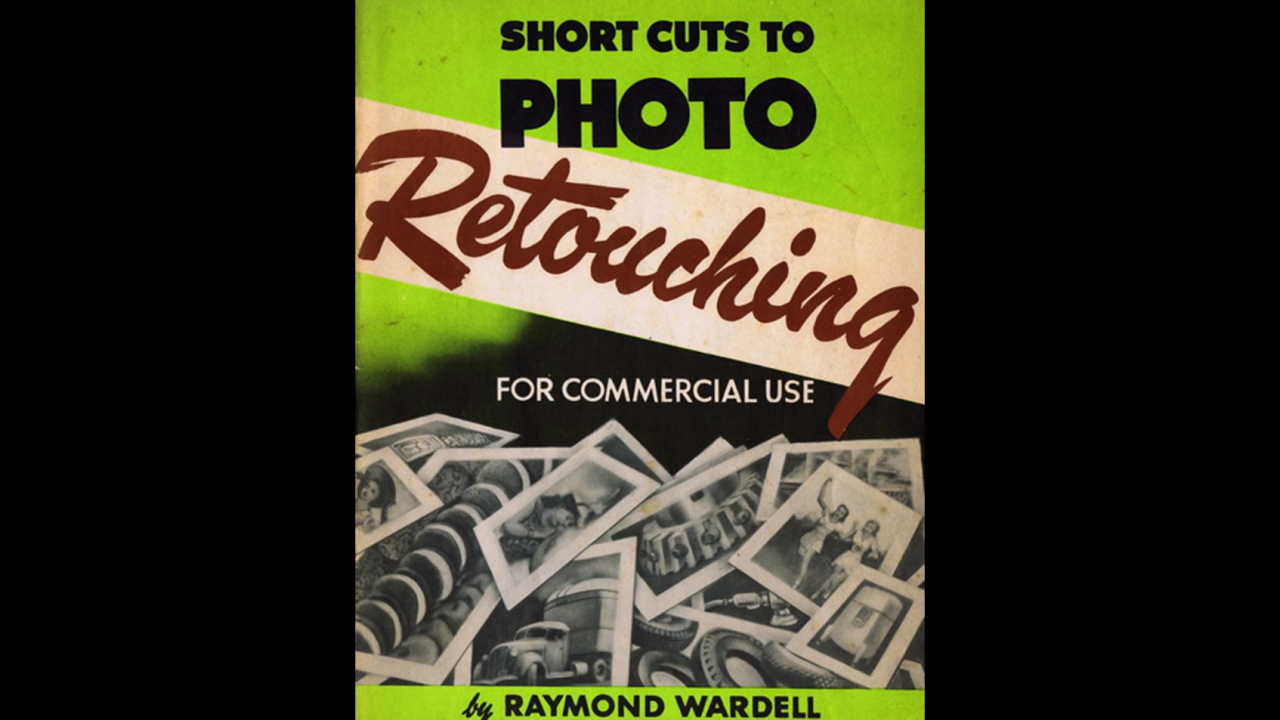 SHORT CUTS TO
PHOTO
Retouching
FOR COMMERCIAL USE
by RAYMOND WARDELL